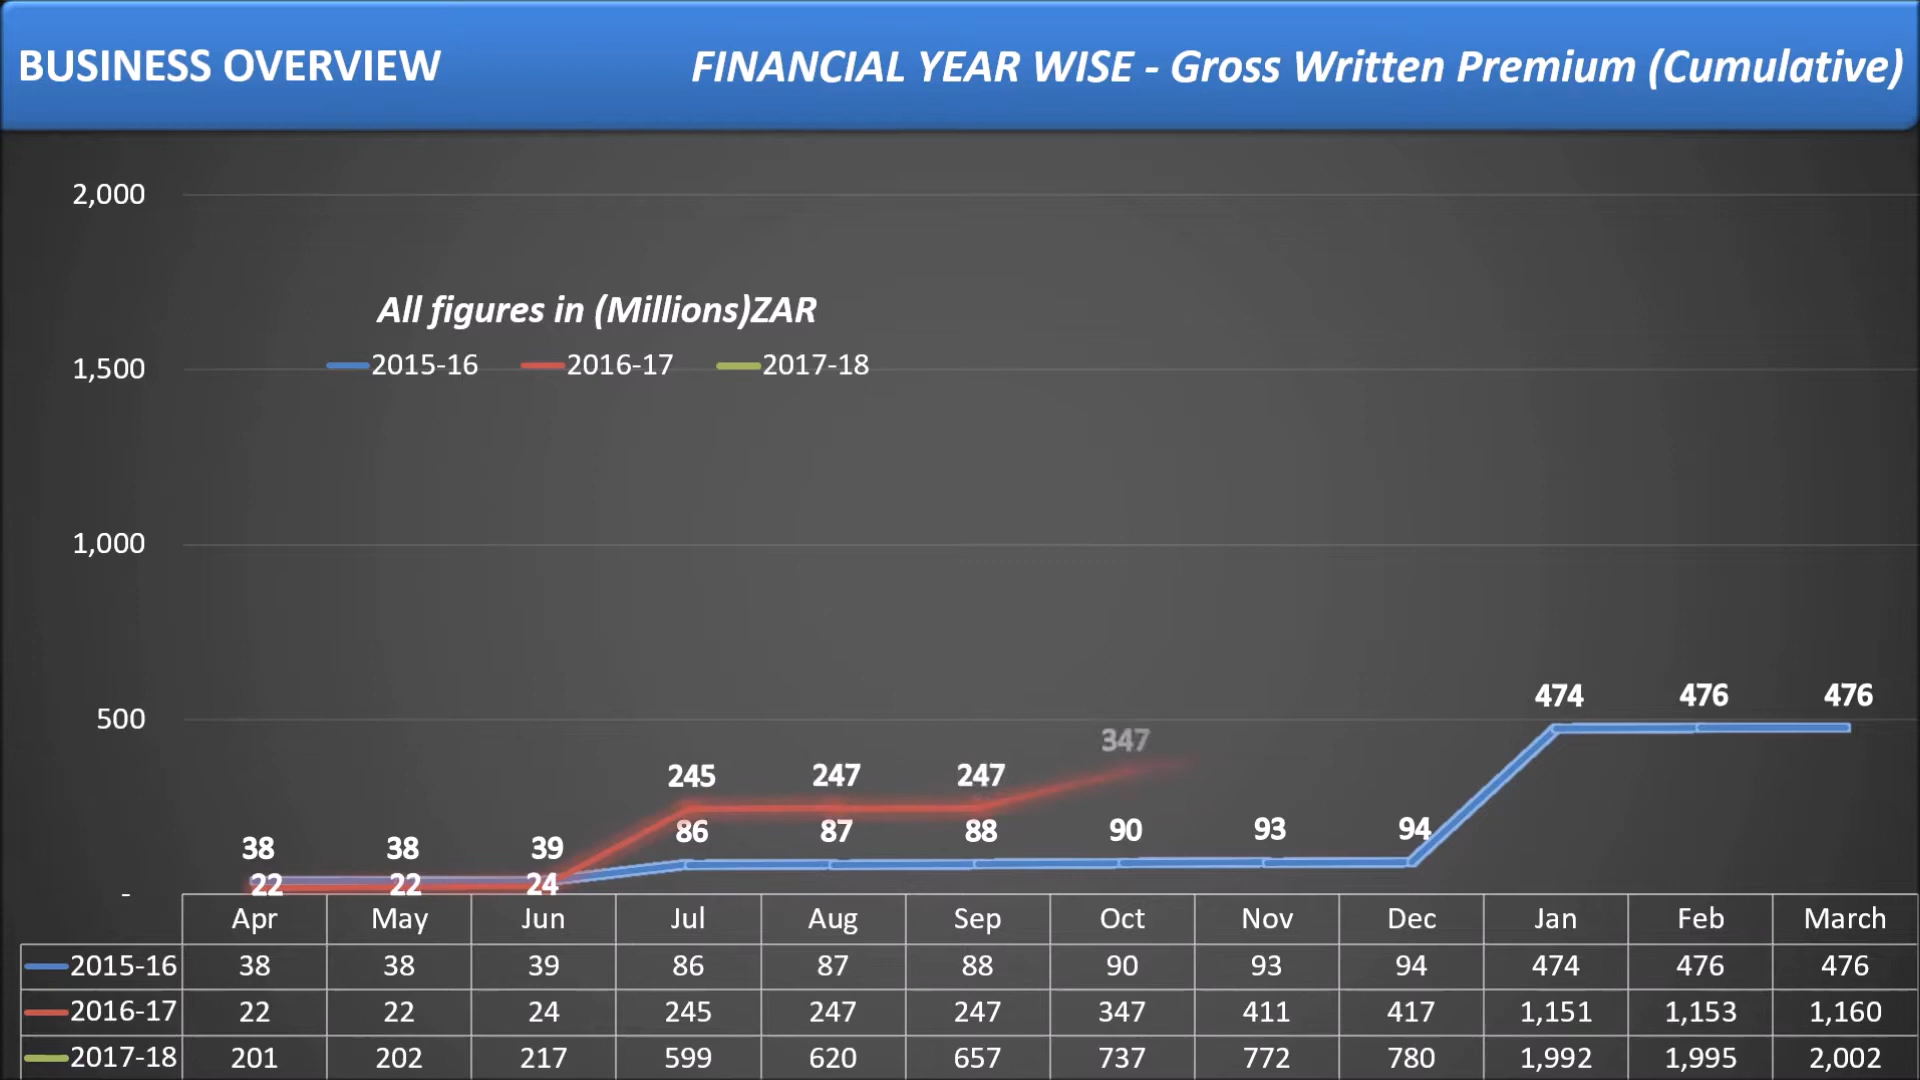 BUSINESS OVERVIEW
FINANCIAL YEAR WISE - Gross Written Premium (Cumulative)
2,000
All figures in (Millions)ZAR
1,500
2015-16 2016-17 2017-18
1,000
500
474 476 476
347
245 247 247
86 87 88 90 93 94
38 38 39
22 22 24
-
Apr May Jun Jul Aug Sep Oct Nov Dec Jan Feb March
2015-16 38 38 39 86 87 88 90 93 94 474 476 476
2016-17 22 22 24 245 247 247 347 411 417 1,151 1,153 1,160
2017-18 201 202 217 599 620 657 737 772 780 1,992 1,995 2,002